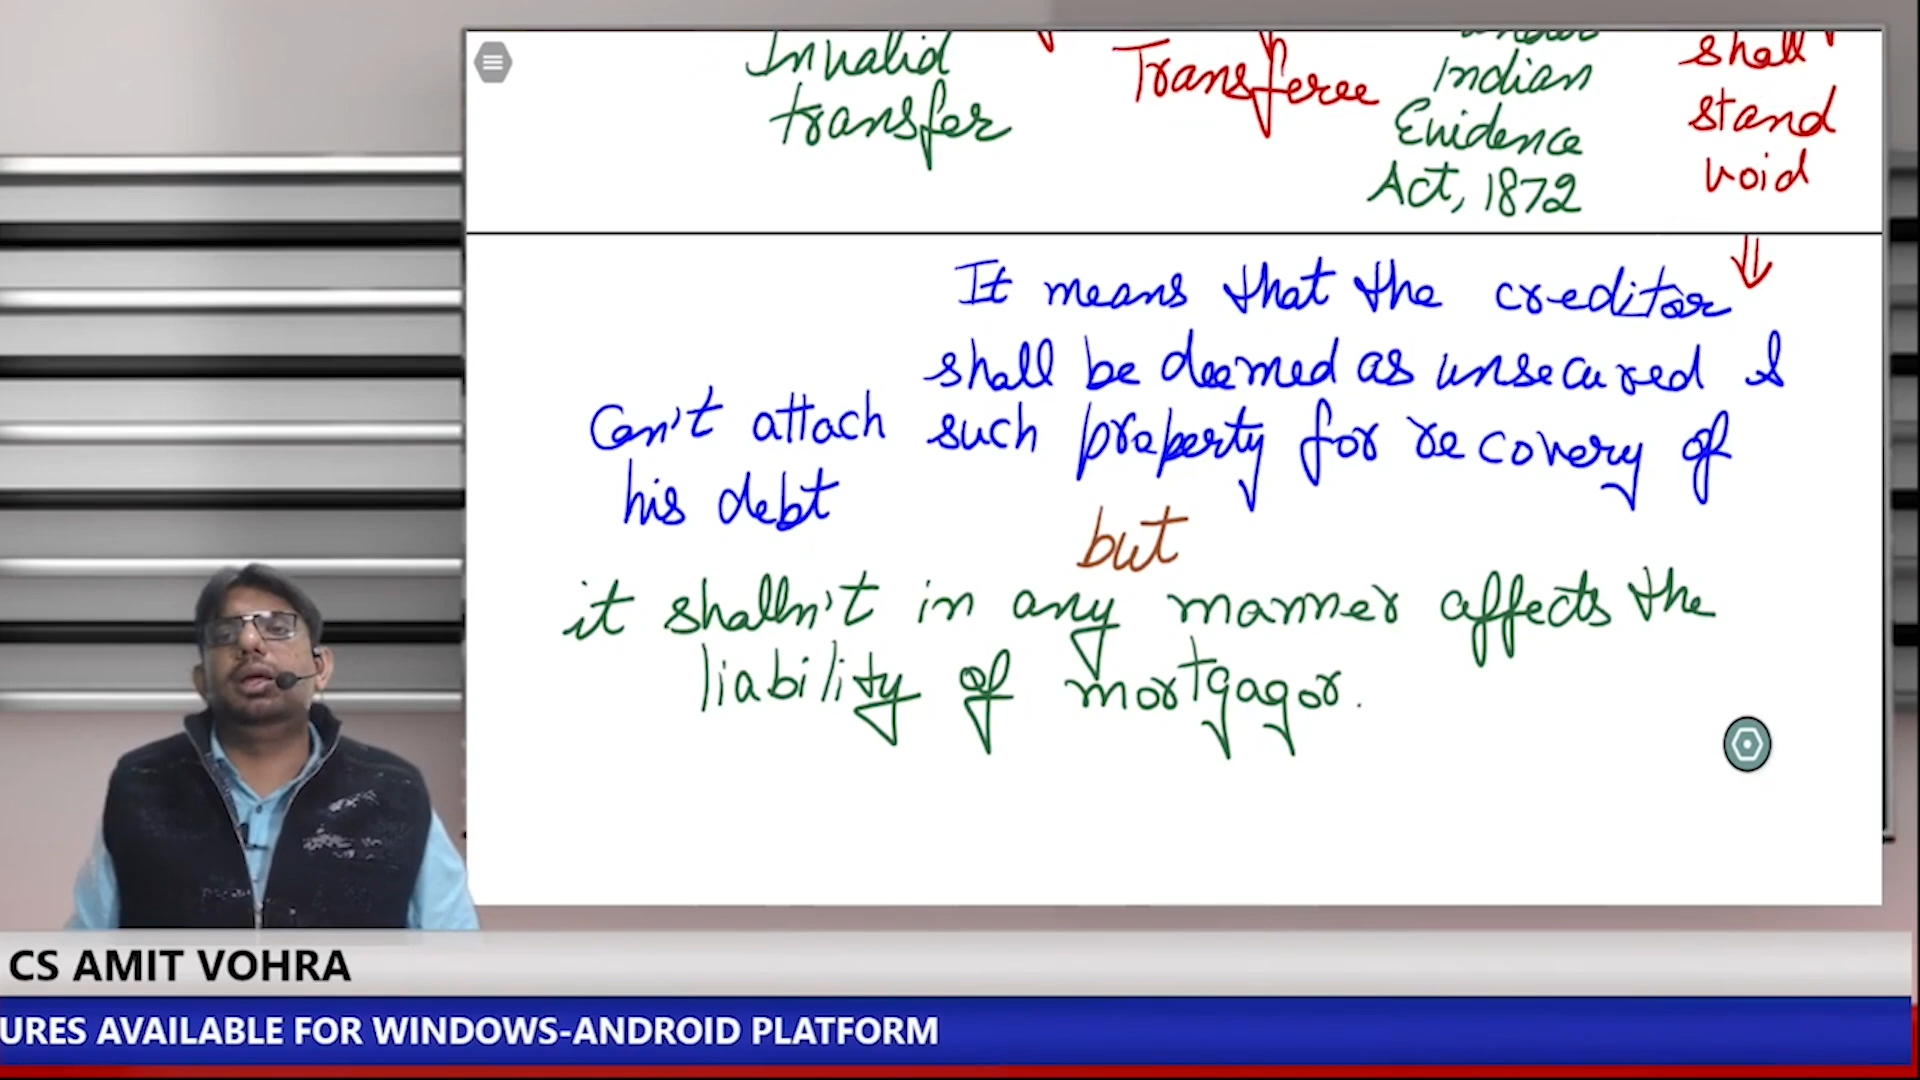 Invalid
transfer
Transferee
under
Indian
Evidence
Act, 1872
shall
stand
void
It means that the creditor
shall be deemed as unsecured &
Can't attach such property for recovery of
his debt
but
it shalln't in any manner affects the
liability of mortgagor.
CS AMIT VOHRA
URES AVAILABLE FOR WINDOWS-ANDROID PLATFORM